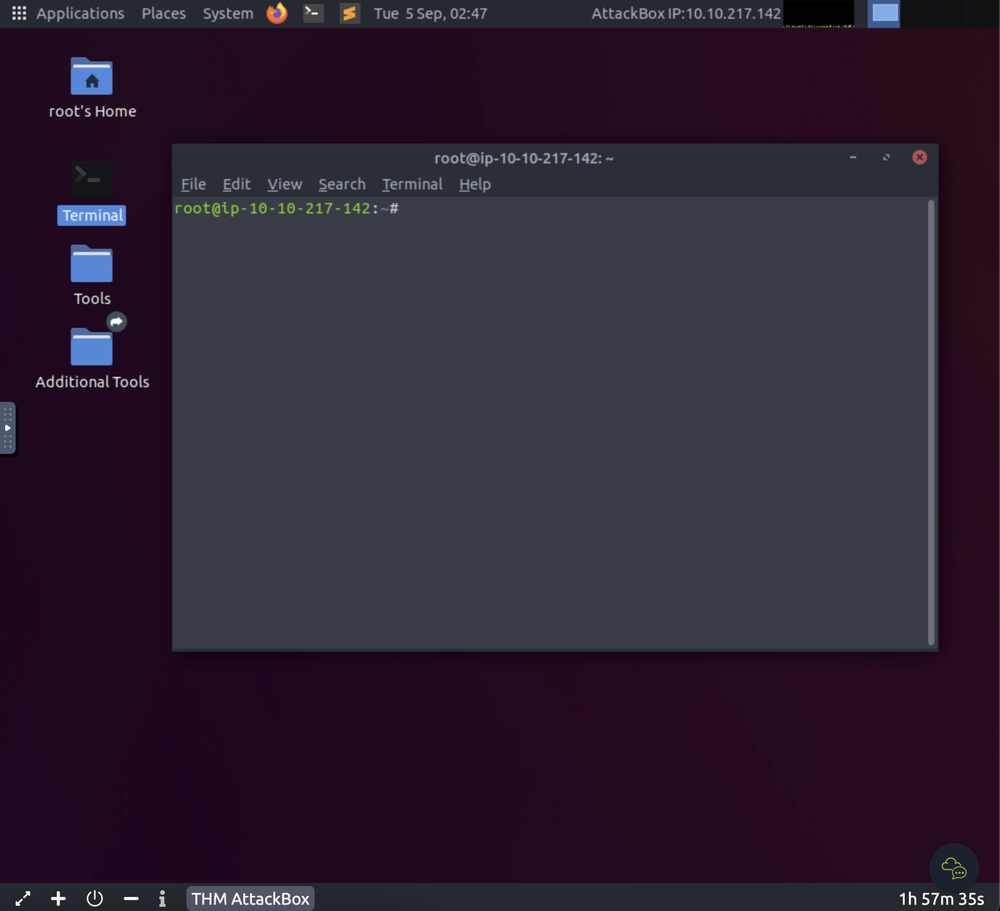 Applications Places System Tue 5 Sep, 02:47 AttackBox IP:10.10.217.142
root's Home
root@ip-10-10-217-142: ~
File Edit View Search Terminal Help
root@ip-10-10-217-142:~#
Terminal
Tools
Additional Tools
THM AttackBox 1h 57m 35s